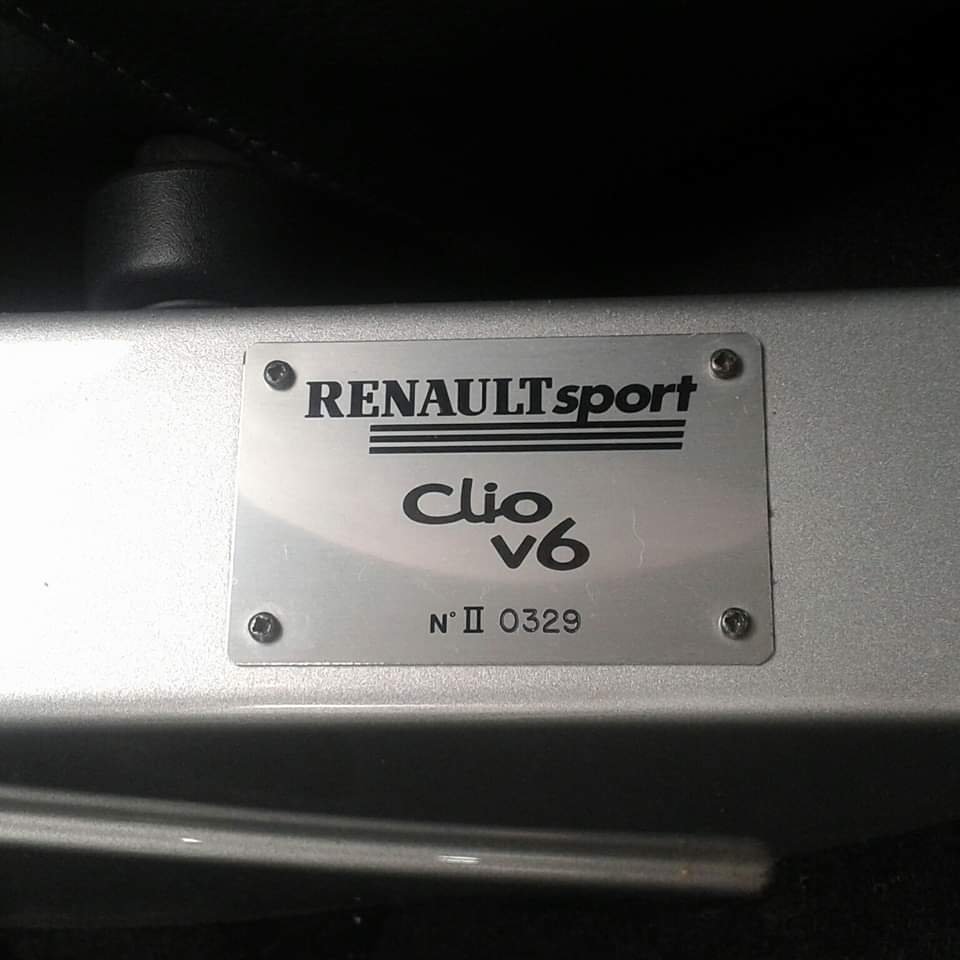 RENAULTsport
Clio
v6
N° II 0329